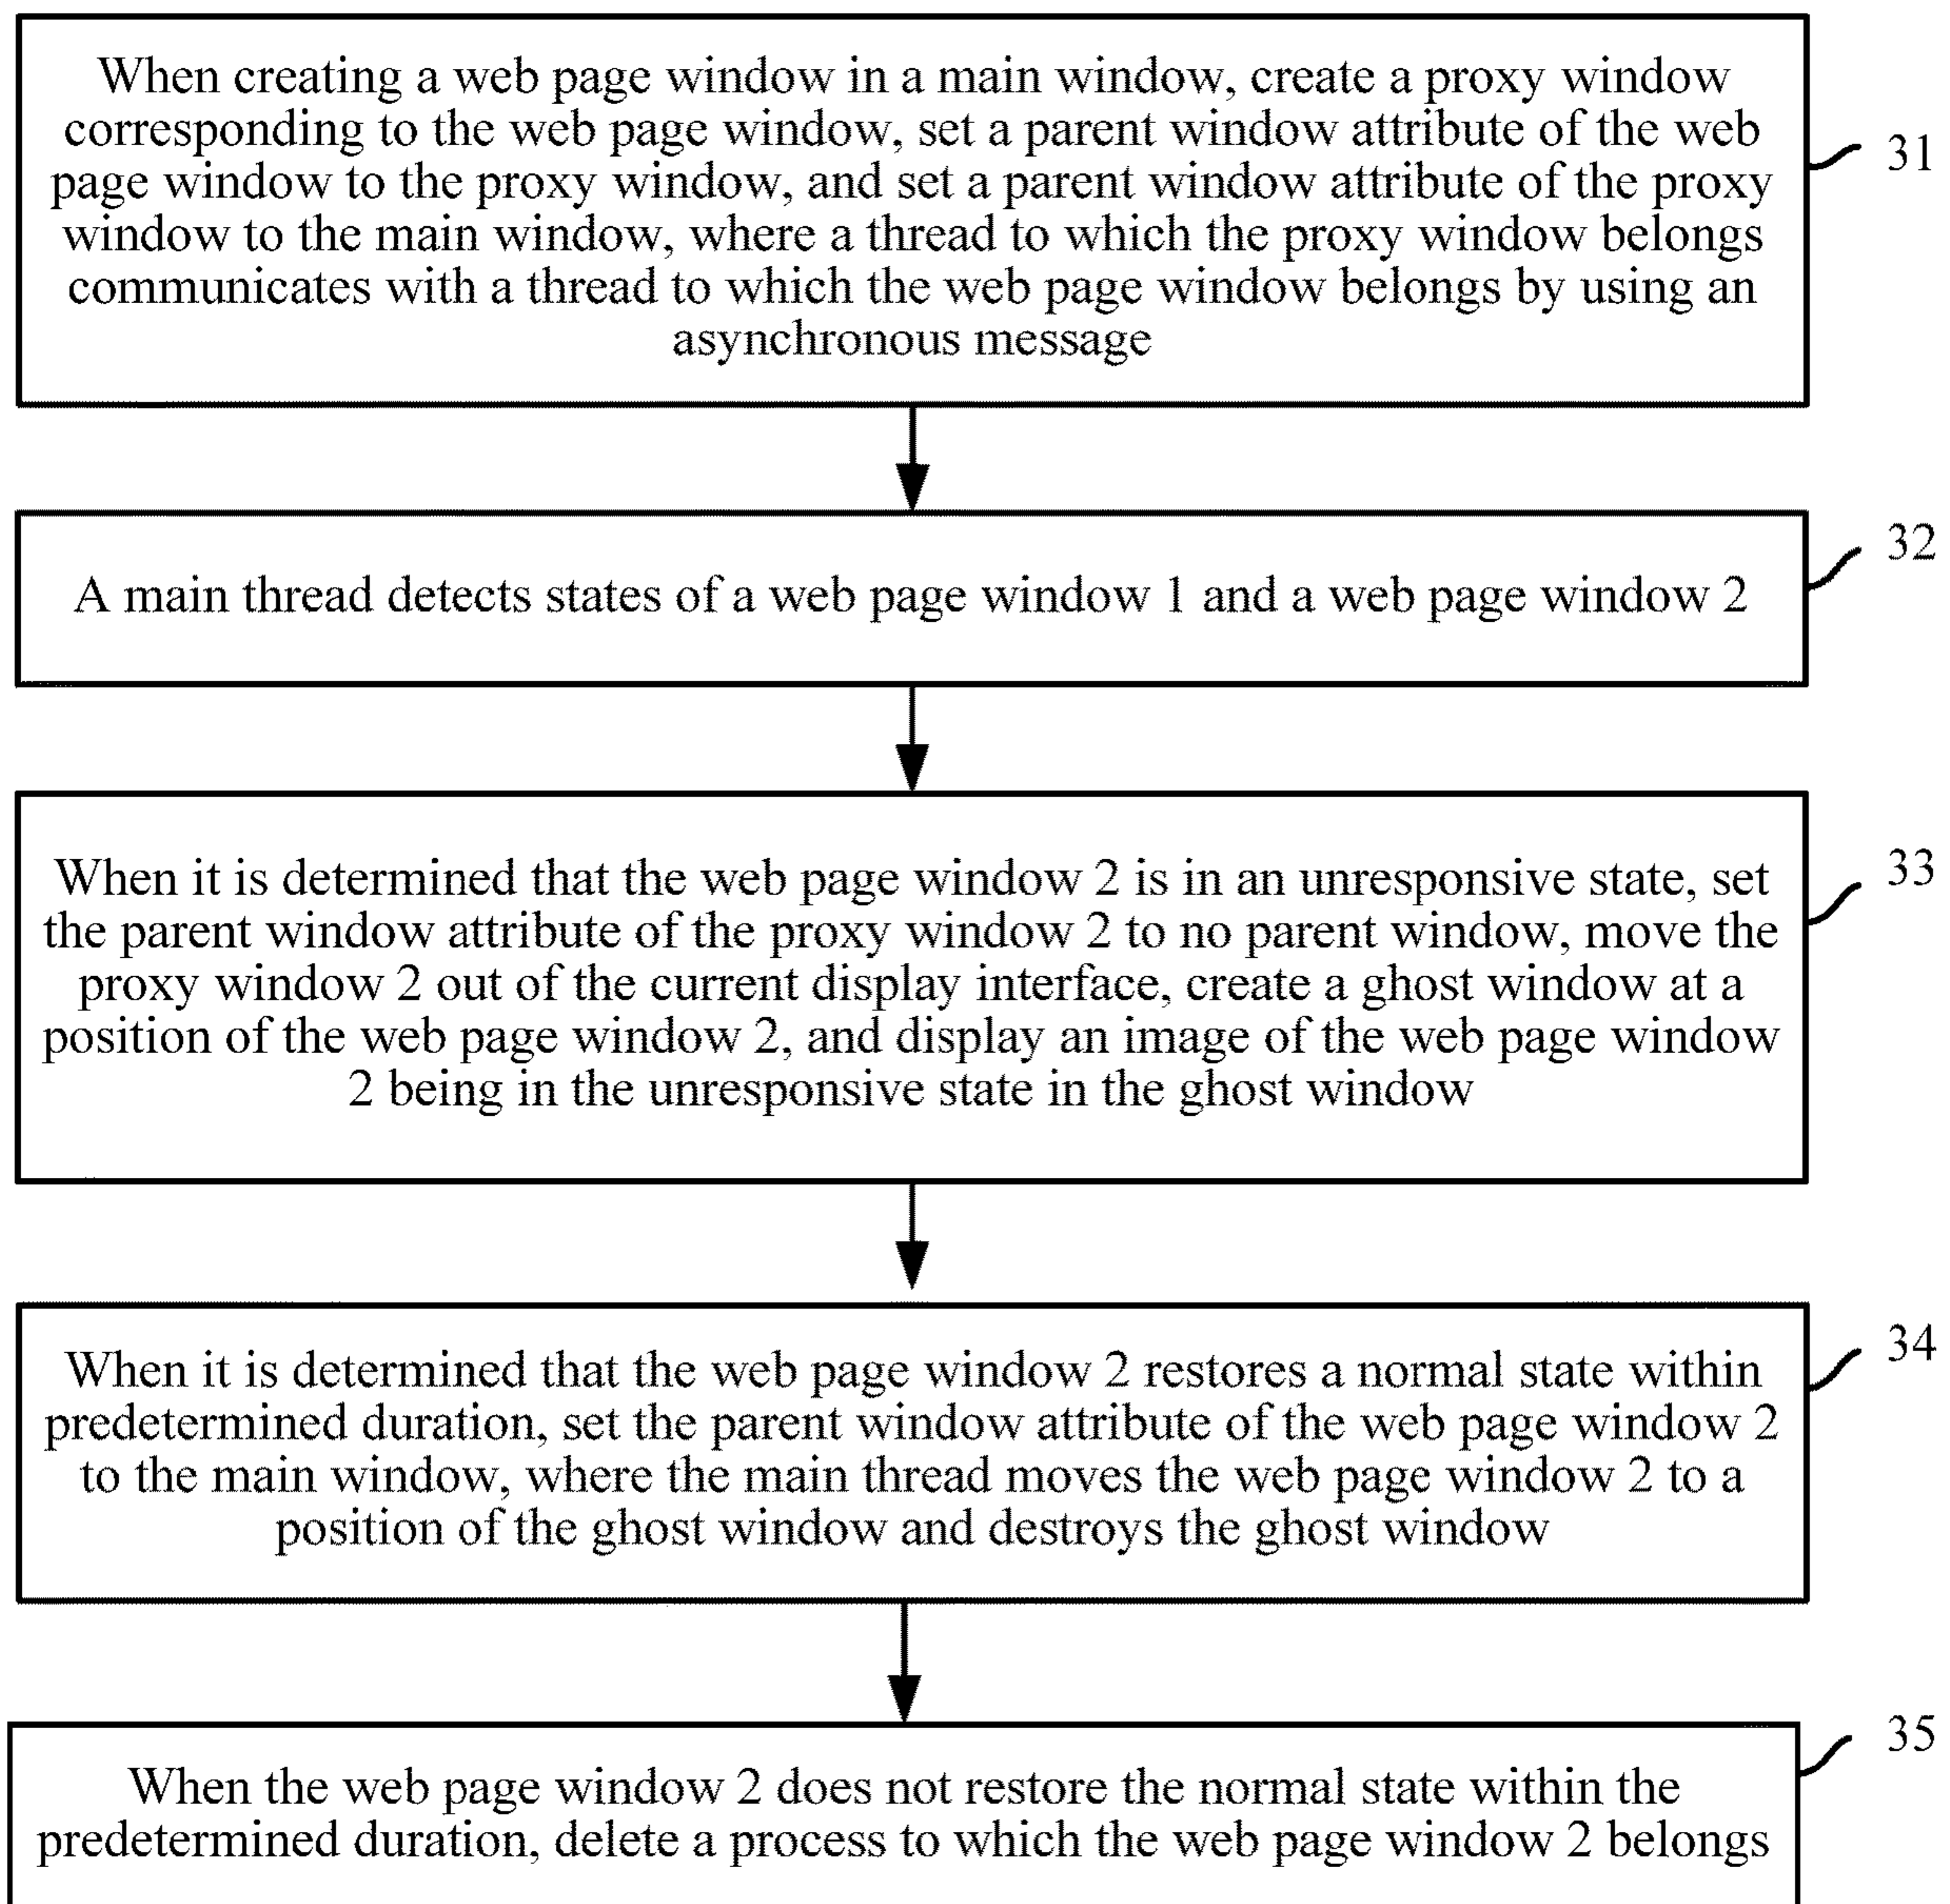 When creating a web page window in a main window, create a proxy window
corresponding to the web page window, set a parent window attribute of the web
page window to the proxy window, and set a parent window attribute of the proxy
window to the main window, where a thread to which the proxy window belongs
communicates with a thread to which the web page window belongs by using an
asynchronous message
31
A main thread detects states of a web page window 1 and a web page window 2
32
When it is determined that the web page window 2 is in an unresponsive state, set
the parent window attribute of the proxy window 2 to no parent window, move the
proxy window 2 out of the current display interface, create a ghost window at a
position of the web page window 2, and display an image of the web page window
2 being in the unresponsive state in the ghost window
33
When it is determined that the web page window 2 restores a normal state within
predetermined duration, set the parent window attribute of the web page window 2
to the main window, where the main thread moves the web page window 2 to a
position of the ghost window and destroys the ghost window
34
When the web page window 2 does not restore the normal state within the
predetermined duration, delete a process to which the web page window 2 belongs
35